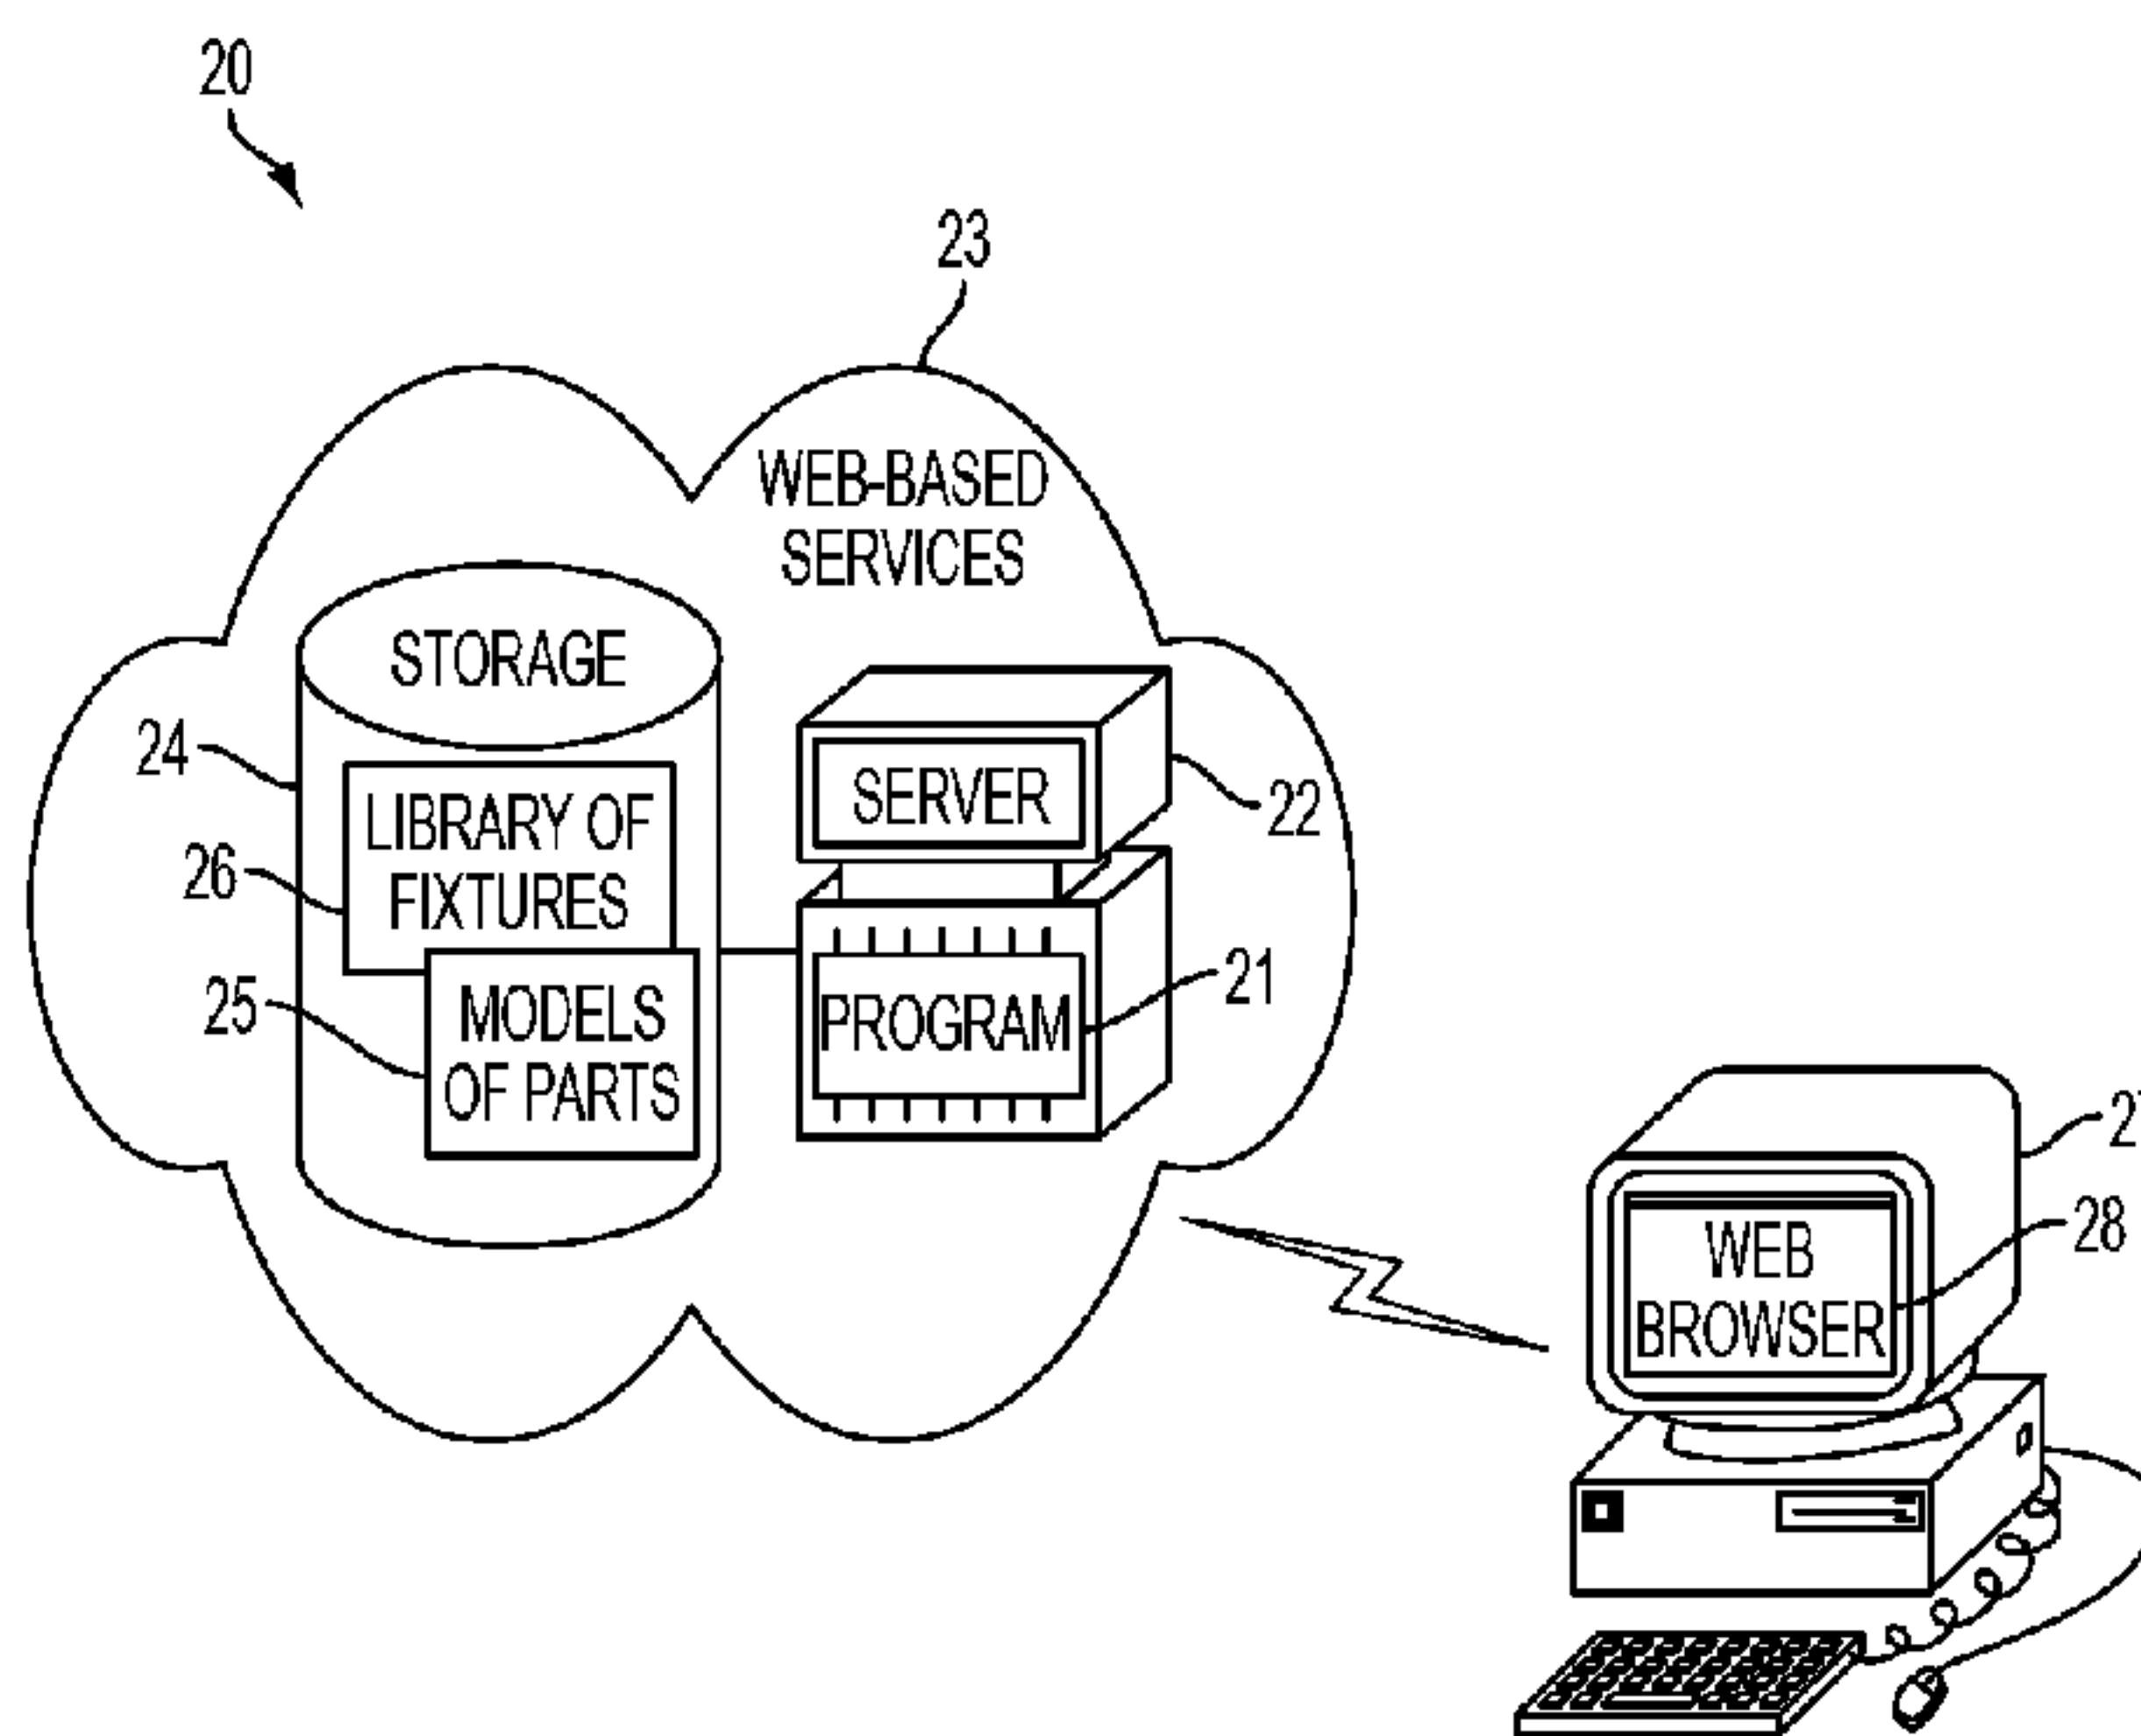 20
23
WEB-BASED
SERVICES
STORAGE
24
LIBRARY OF
FIXTURES
26
SERVER
22
25
MODELS
OF PARTS
PROGRAM
21
WEB
BROWSER
28